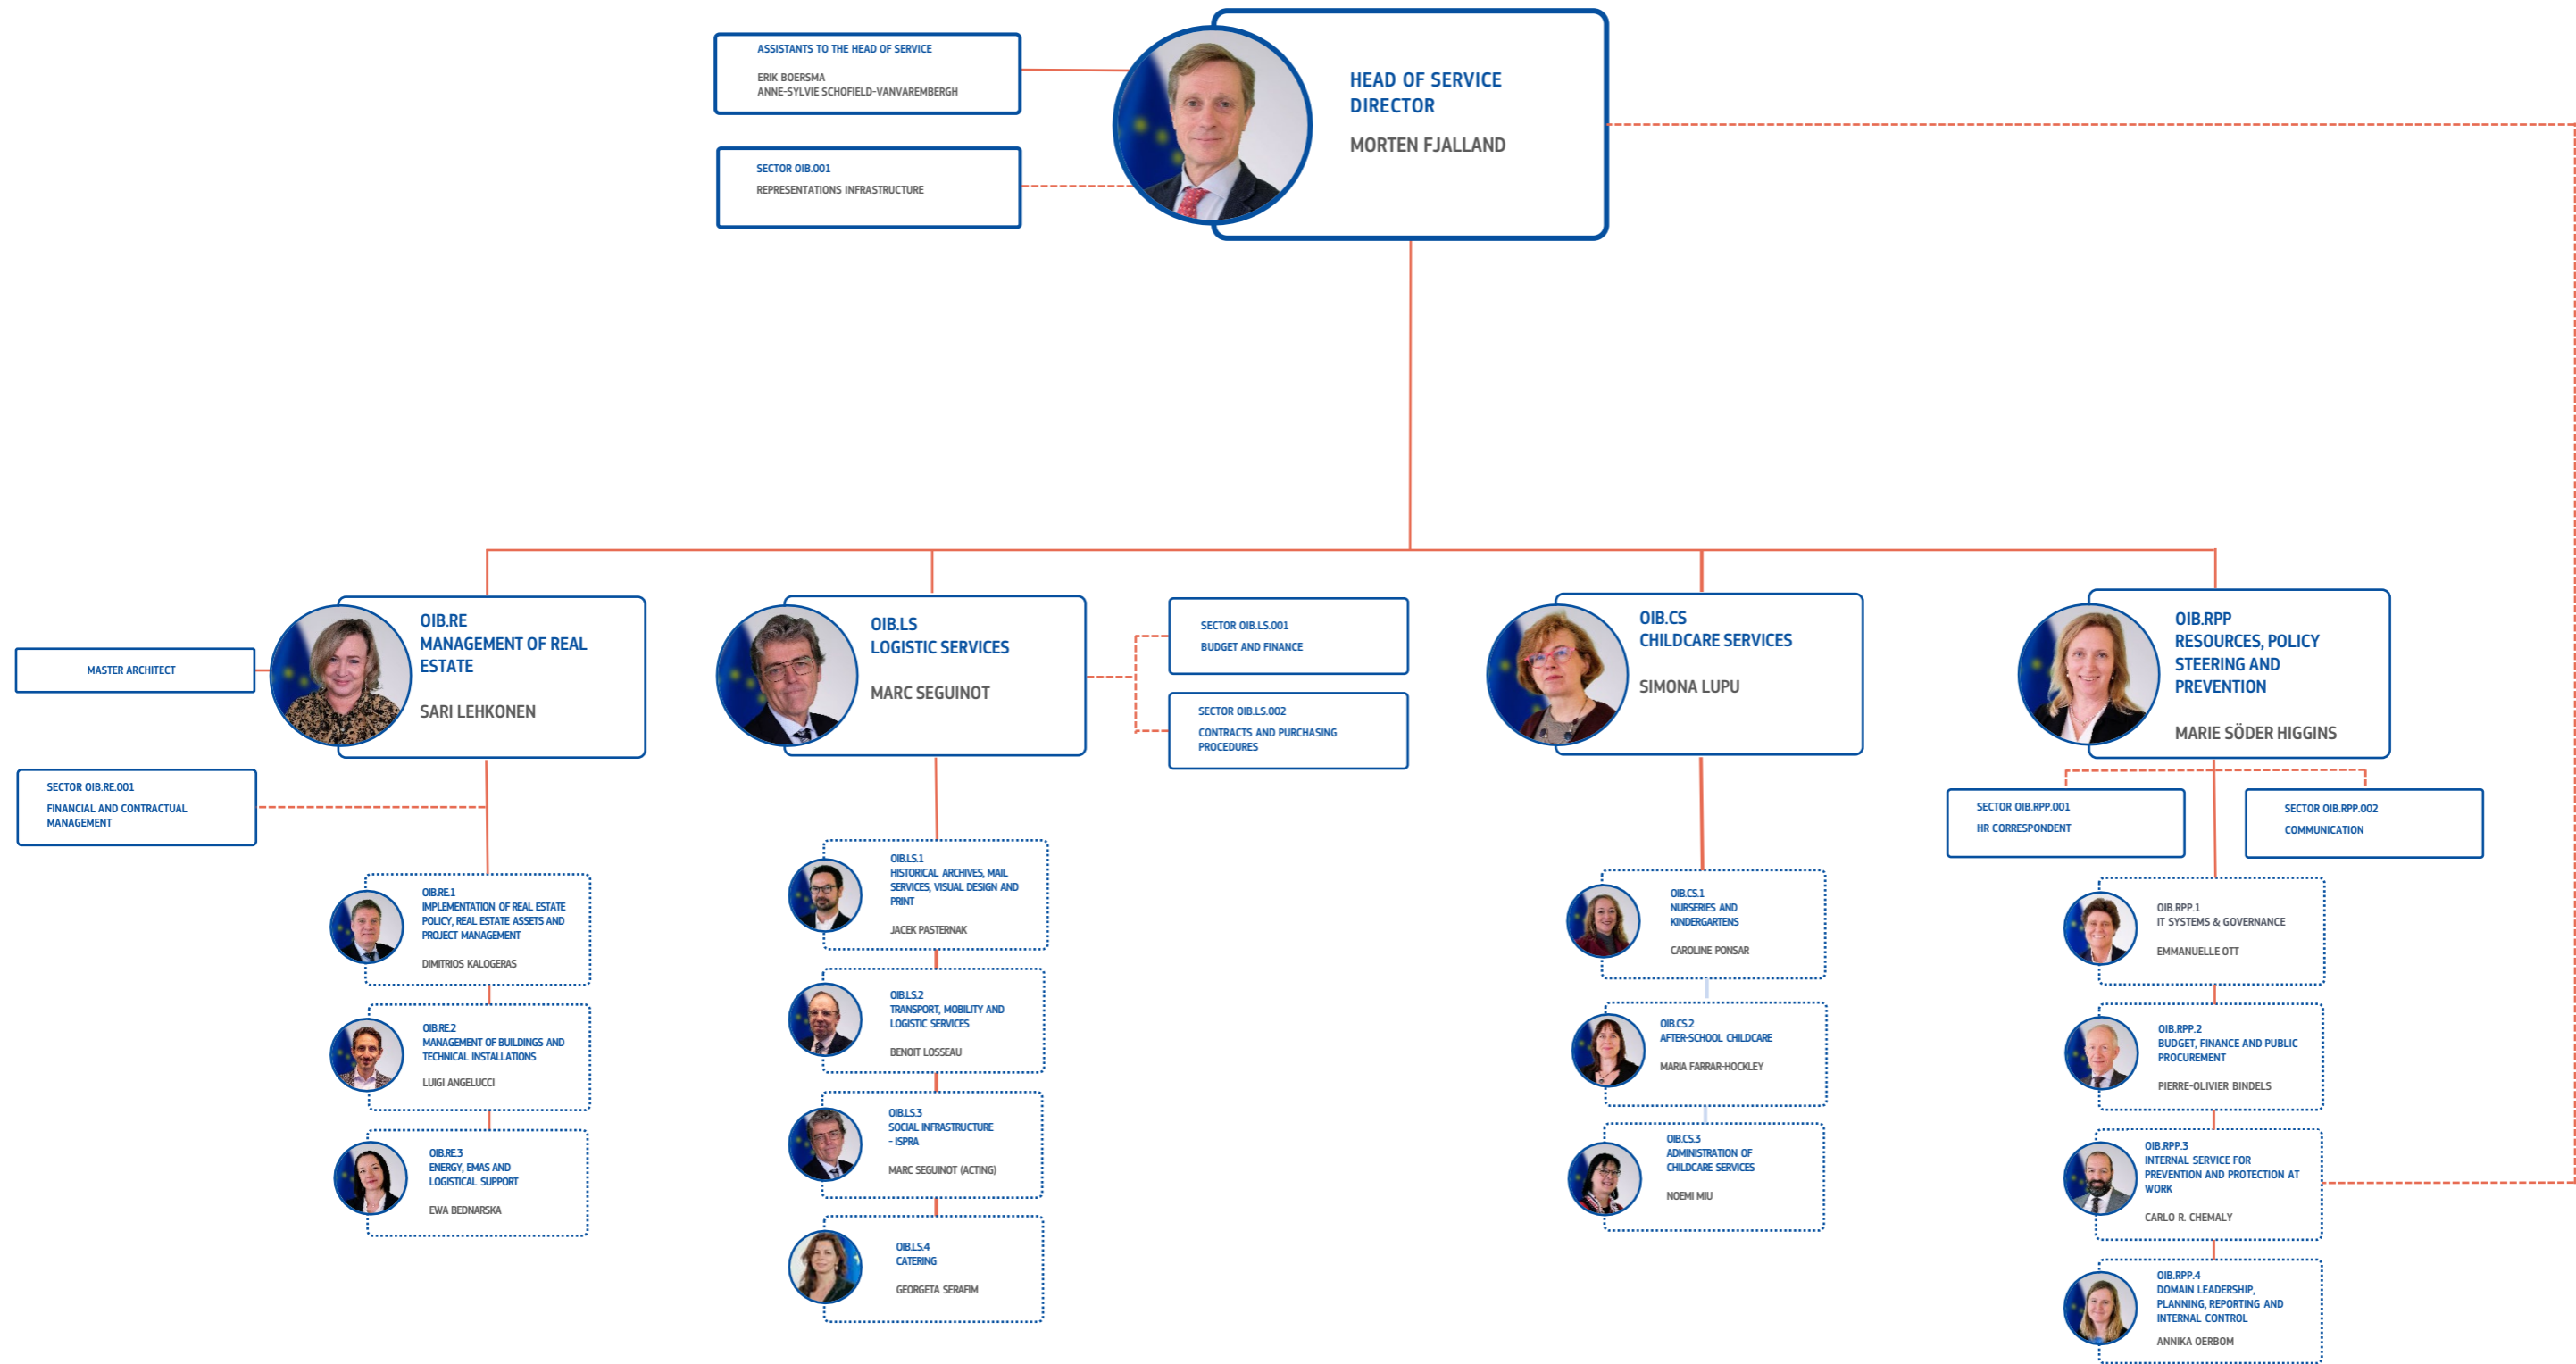 ASSISTANTS TO THE HEAD OF SERVICE
ERIK BOERSMA
ANNE-SYLVIE SCHOFIELD-VANVAREMBERGH
SECTOR OIB.001
REPRESENTATIONS INFRASTRUCTURE
HEAD OF SERVICE
DIRECTOR
MORTEN FJALLAND
MASTER ARCHITECT
OIB.RE
MANAGEMENT OF REAL
ESTATE
SARI LEHKONEN
SECTOR OIB.RE.001
FINANCIAL AND CONTRACTUAL
MANAGEMENT
OIB.RE.1
IMPLEMENTATION OF REAL ESTATE
POLICY, REAL ESTATE ASSETS AND
PROJECT MANAGEMENT
DIMITRIOS KALOGERAS
OIB.RE.2
MANAGEMENT OF BUILDINGS AND
TECHNICAL INSTALLATIONS
LUIGI ANGELUCCI
OIB.RE.3
ENERGY, EMAS AND
LOGISTICAL SUPPORT
EWA BEDNARSKA
OIB.LS
LOGISTIC SERVICES
MARC SEGUINOT
SECTOR OIB.LS.001
BUDGET AND FINANCE
SECTOR OIB.LS.002
CONTRACTS AND PURCHASING
PROCEDURES
OIB.LS.1
HISTORICAL ARCHIVES, MAIL
SERVICES, VISUAL DESIGN AND
PRINT
JACEK PASTERNAK
OIB.LS.2
TRANSPORT, MOBILITY AND
LOGISTIC SERVICES
BENOIT LOSSEAU
OIB.LS.3
SOCIAL INFRASTRUCTURE
- ISPRA
MARC SEGUINOT (ACTING)
OIB.LS.4
CATERING
GEORGETA SERAFIM
OIB.CS
CHILDCARE SERVICES
SIMONA LUPU
OIB.CS.1
NURSERIES AND
KINDERGARTENS
CAROLINE PONSAR
OIB.CS.2
AFTER-SCHOOL CHILDCARE
MARIA FARRAR-HOCKLEY
OIB.CS.3
ADMINISTRATION OF
CHILDCARE SERVICES
NOEMI MIU
OIB.RPP
RESOURCES, POLICY
STEERING AND
PREVENTION
MARIE SÖDER HIGGINS
SECTOR OIB.RPP.001
HR CORRESPONDENT
SECTOR OIB.RPP.002
COMMUNICATION
OIB.RPP.1
IT SYSTEMS & GOVERNANCE
EMMANUELLE OTT
OIB.RPP.2
BUDGET, FINANCE AND PUBLIC
PROCUREMENT
PIERRE-OLIVIER BINDELS
OIB.RPP.3
INTERNAL SERVICE FOR
PREVENTION AND PROTECTION AT
WORK
CARLO R. CHEMALY
OIB.RPP.4
DOMAIN LEADERSHIP,
PLANNING, REPORTING AND
INTERNAL CONTROL
ANNIKA OERBOM